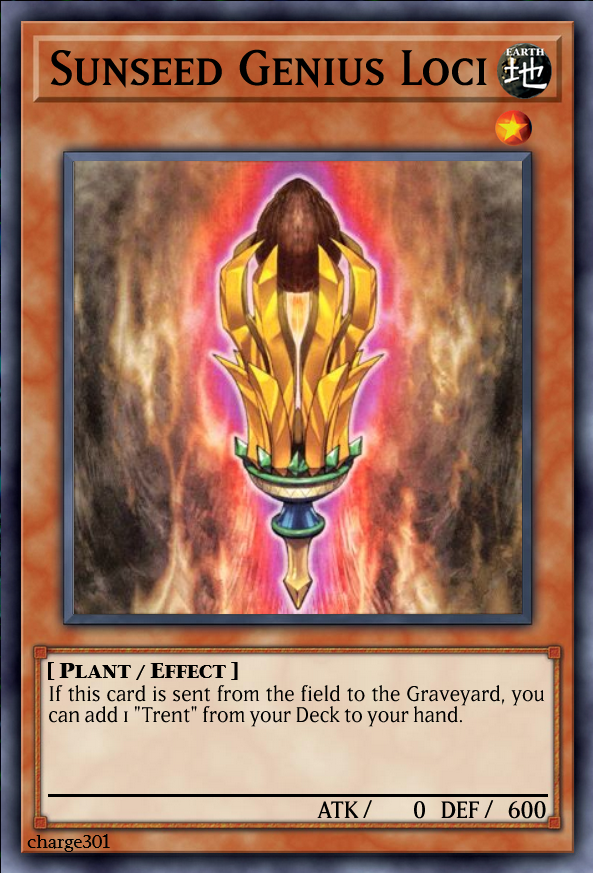 Sunseed Genius Loci
EARTH
地
[ Plant / Effect ]
If this card is sent from the field to the Graveyard, you
can add 1 "Trent" from your Deck to your hand.
ATK / 0 DEF / 600
charge301